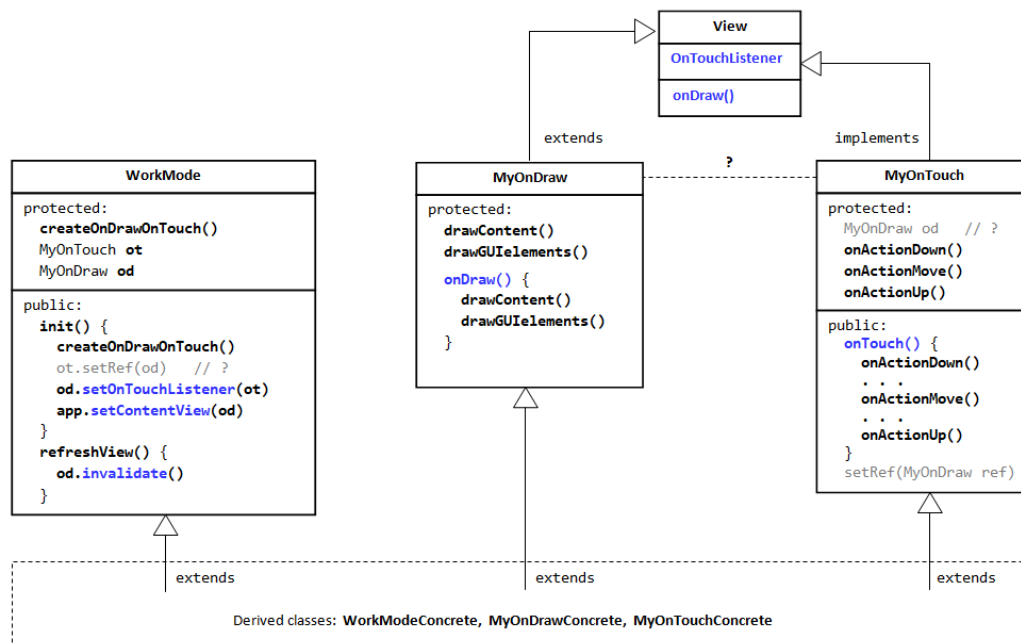 View
OnTouchListener
onDraw()
extends
implements
?
WorkMode
protected:
createOnDrawOnTouch()
MyOnTouch ot
MyOnDraw od
public:
init() {
createOnDrawOnTouch()
ot.setRef(od) // ?
od.setOnTouchListener(ot)
app.setContentView(od)
}
refreshView() {
od.invalidate()
}
MyOnDraw
protected:
drawContent()
drawGUIelements()
onDraw() {
drawContent()
drawGUIelements()
}
MyOnTouch
protected:
MyOnDraw od // ?
onActionDown()
onActionMove()
onActionUp()
public:
onTouch() {
onActionDown()
. . .
onActionMove()
. . .
onActionUp()
}
setRef(MyOnDraw ref)
extends
extends
extends
Derived classes: WorkModeConcrete, MyOnDrawConcrete, MyOnTouchConcrete